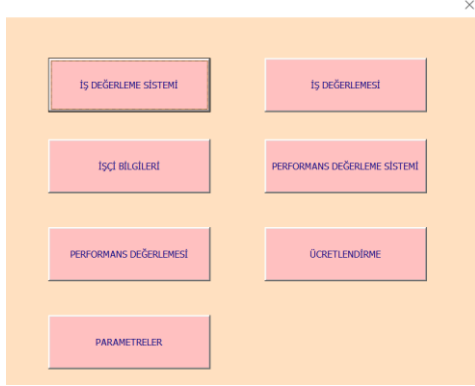 İŞ DEĞERLEME SİSTEMİ
İŞ DEĞERLEMESİ
İŞÇİ BİLGİLERİ
PERFORMANS DEĞERLEME SİSTEMİ
PERFORMANS DEĞERLEMESİ
ÜCRETLENDİRME
PARAMETRELER